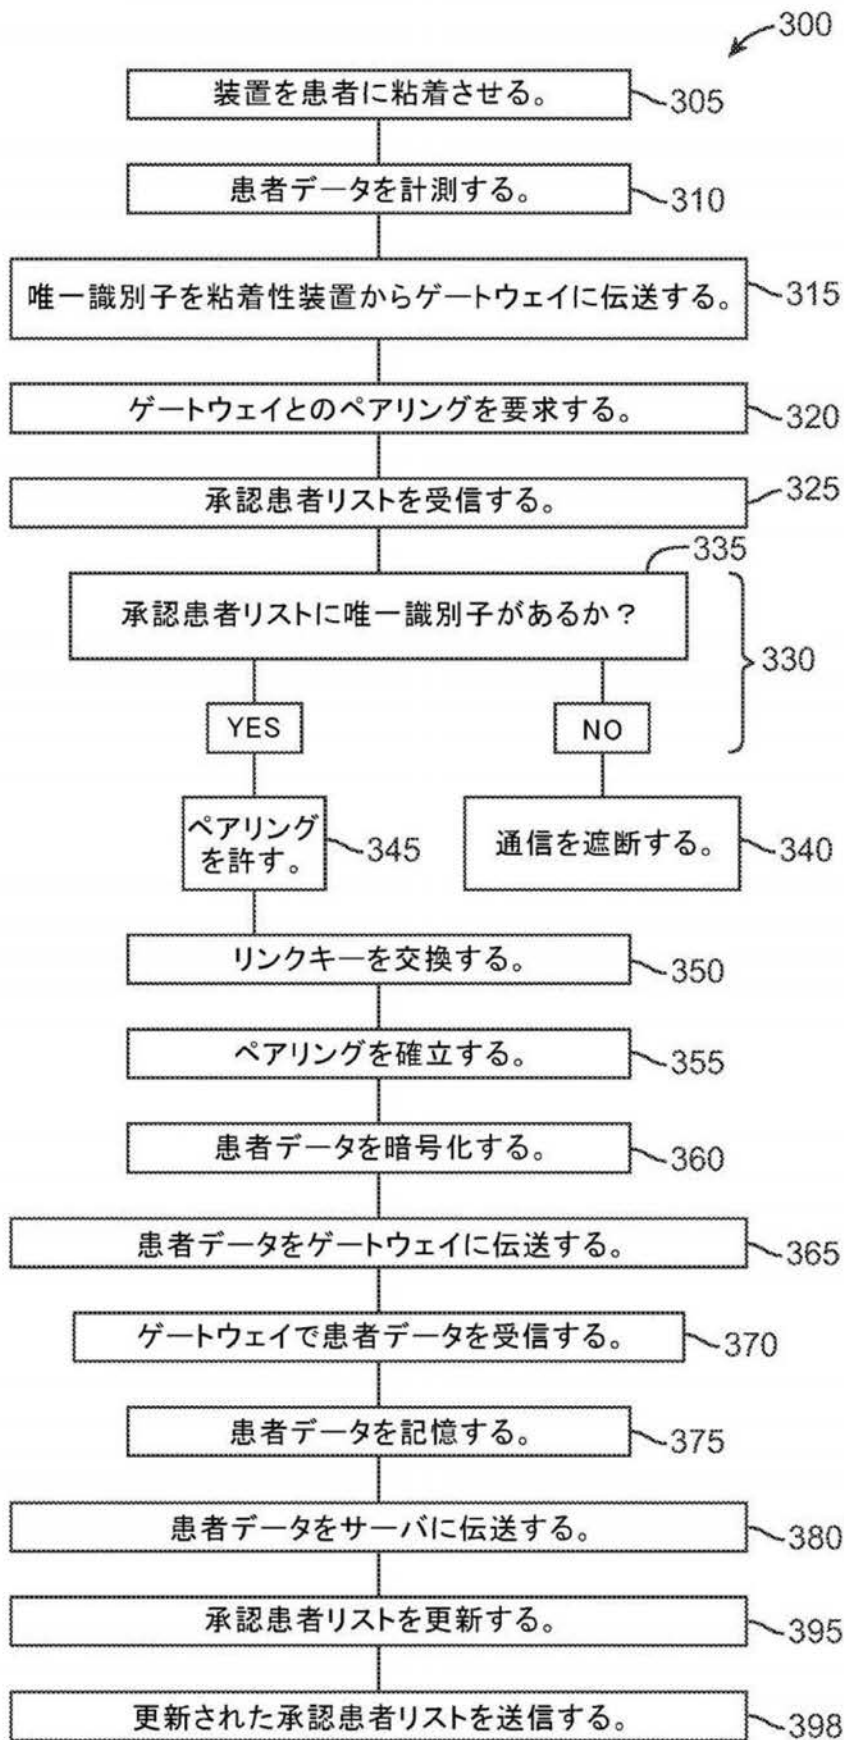 300
装置を患者に粘着させる。 305
患者データを計測する。 310
唯一識別子を粘着性装置からゲートウェイに伝送する。 315
ゲートウェイとのペアリングを要求する。 320
承認患者リストを受信する。 325
335
承認患者リストに唯一識別子があるか？
330
YES NO
ペアリング
を許す。 345
通信を遮断する。 340
リンクキーを交換する。 350
ペアリングを確立する。 355
患者データを暗号化する。 360
患者データをゲートウェイに伝送する。 365
ゲートウェイで患者データを受信する。 370
患者データを記憶する。 375
患者データをサーバに伝送する。 380
承認患者リストを更新する。 395
更新された承認患者リストを送信する。 398